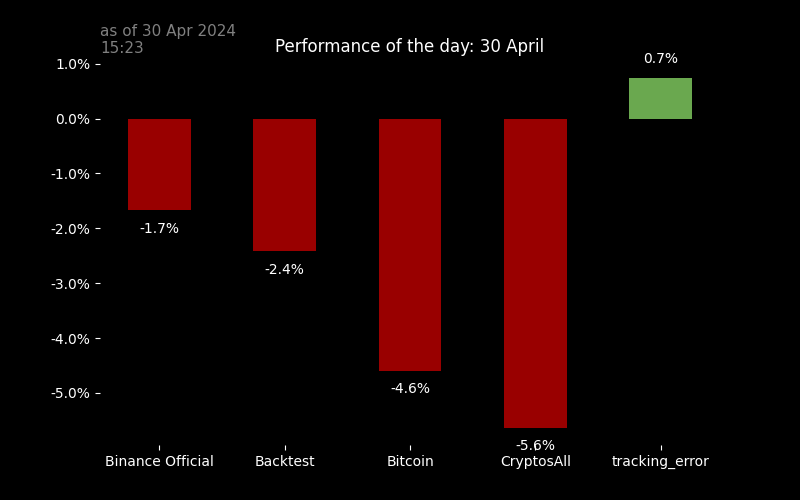 as of 30 Apr 2024
15:23
Performance of the day: 30 April
1.0%
0.0%
-1.0%
-2.0%
-3.0%
-4.0%
-5.0%
-1.7%
-2.4%
-4.6%
-5.6%
0.7%
Binance Official
Backtest
Bitcoin
CryptosAll
tracking_error